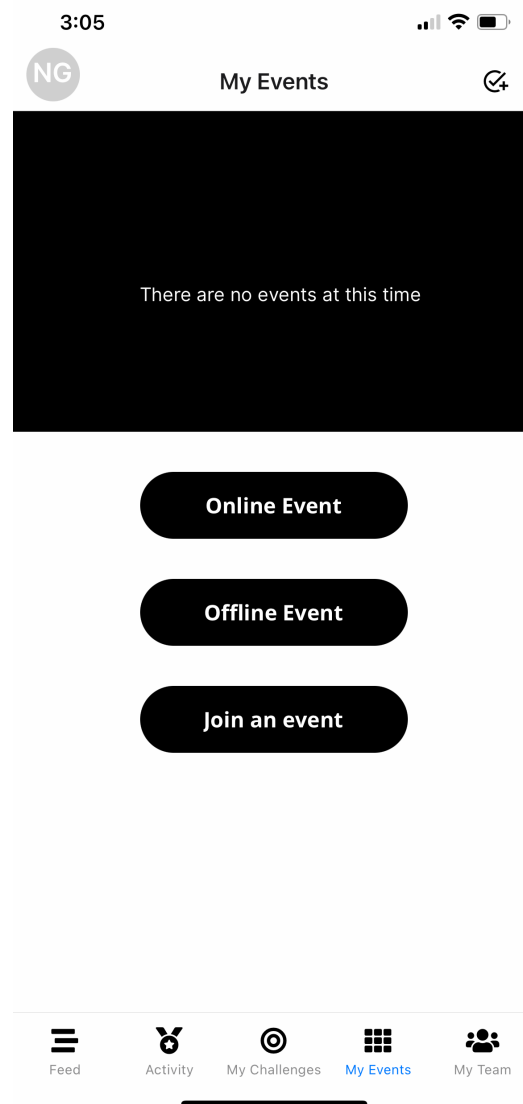 3:05
NG
My Events
There are no events at this time
Online Event
Offline Event
Join an event
Feed
Activity
My Challenges
My Events
My Team